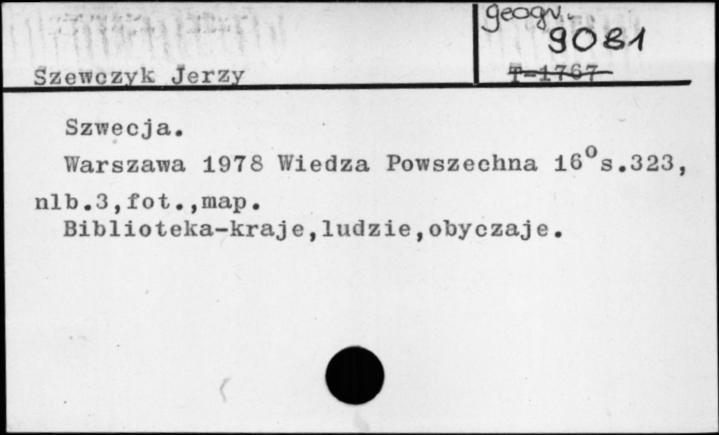 geogr.
9081
Szewczyk Jerzy
T-1767
Szwecja.
Warszawa 1978 Wiedza Powszechna 16⁰s.323,
nlb.3,fot.,map.
Biblioteka-kraje,ludzie,obyczaje.